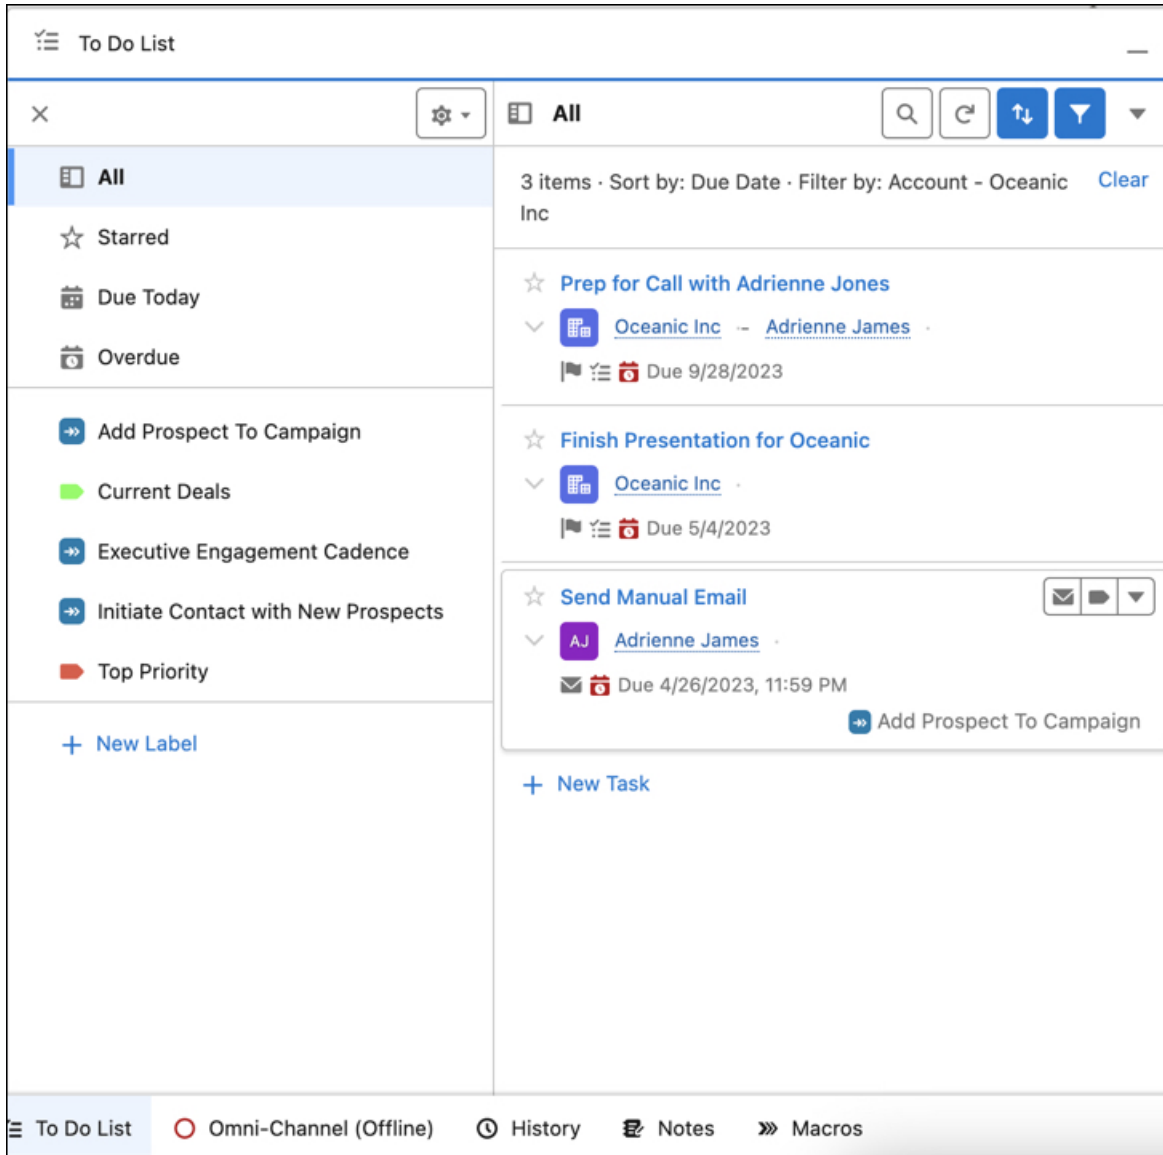 To Do List
All
Starred
Due Today
Overdue
Add Prospect To Campaign
Current Deals
Executive Engagement Cadence
Initiate Contact with New Prospects
Top Priority
+ New Label
All
3 items · Sort by: Due Date · Filter by: Account - Oceanic
Inc
Clear
Prep for Call with Adrienne Jones
Oceanic Inc - Adrienne James ·
Due 9/28/2023
Finish Presentation for Oceanic
Oceanic Inc ·
Due 5/4/2023
Send Manual Email
AJ Adrienne James ·
Due 4/26/2023, 11:59 PM
Add Prospect To Campaign
+ New Task
To Do List Omni-Channel (Offline) History Notes Macros